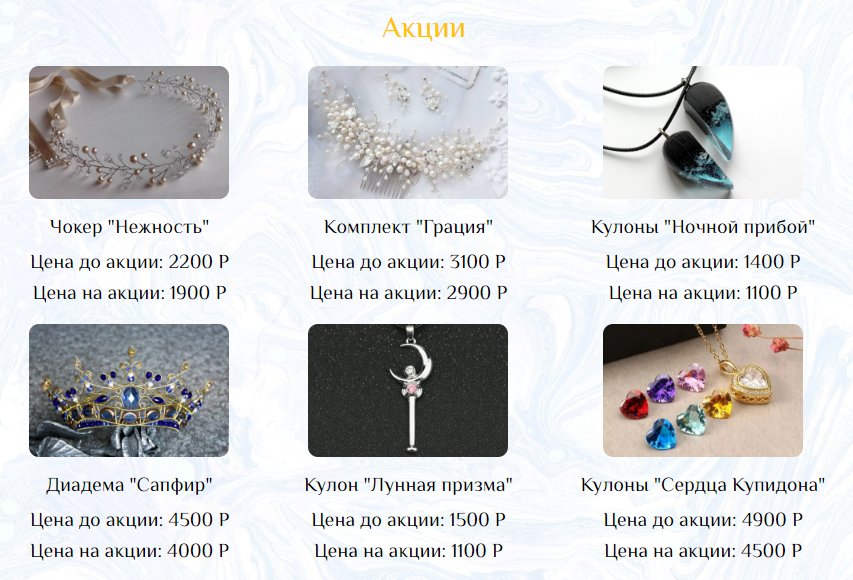 Акции
Чокер "Нежность"
Цена до акции: 2200 Р
Цена на акции: 1900 Р
Комплект "Грация"
Цена до акции: 3100 Р
Цена на акции: 2900 Р
Кулоны "Ночной прибой"
Цена до акции: 1400 Р
Цена на акции: 1100 Р
Диадема "Сапфир"
Цена до акции: 4500 Р
Цена на акции: 4000 Р
Кулон "Лунная призма"
Цена до акции: 1500 Р
Цена на акции: 1100 Р
Кулоны "Сердца Купидона"
Цена до акции: 4900 Р
Цена на акции: 4500 Р